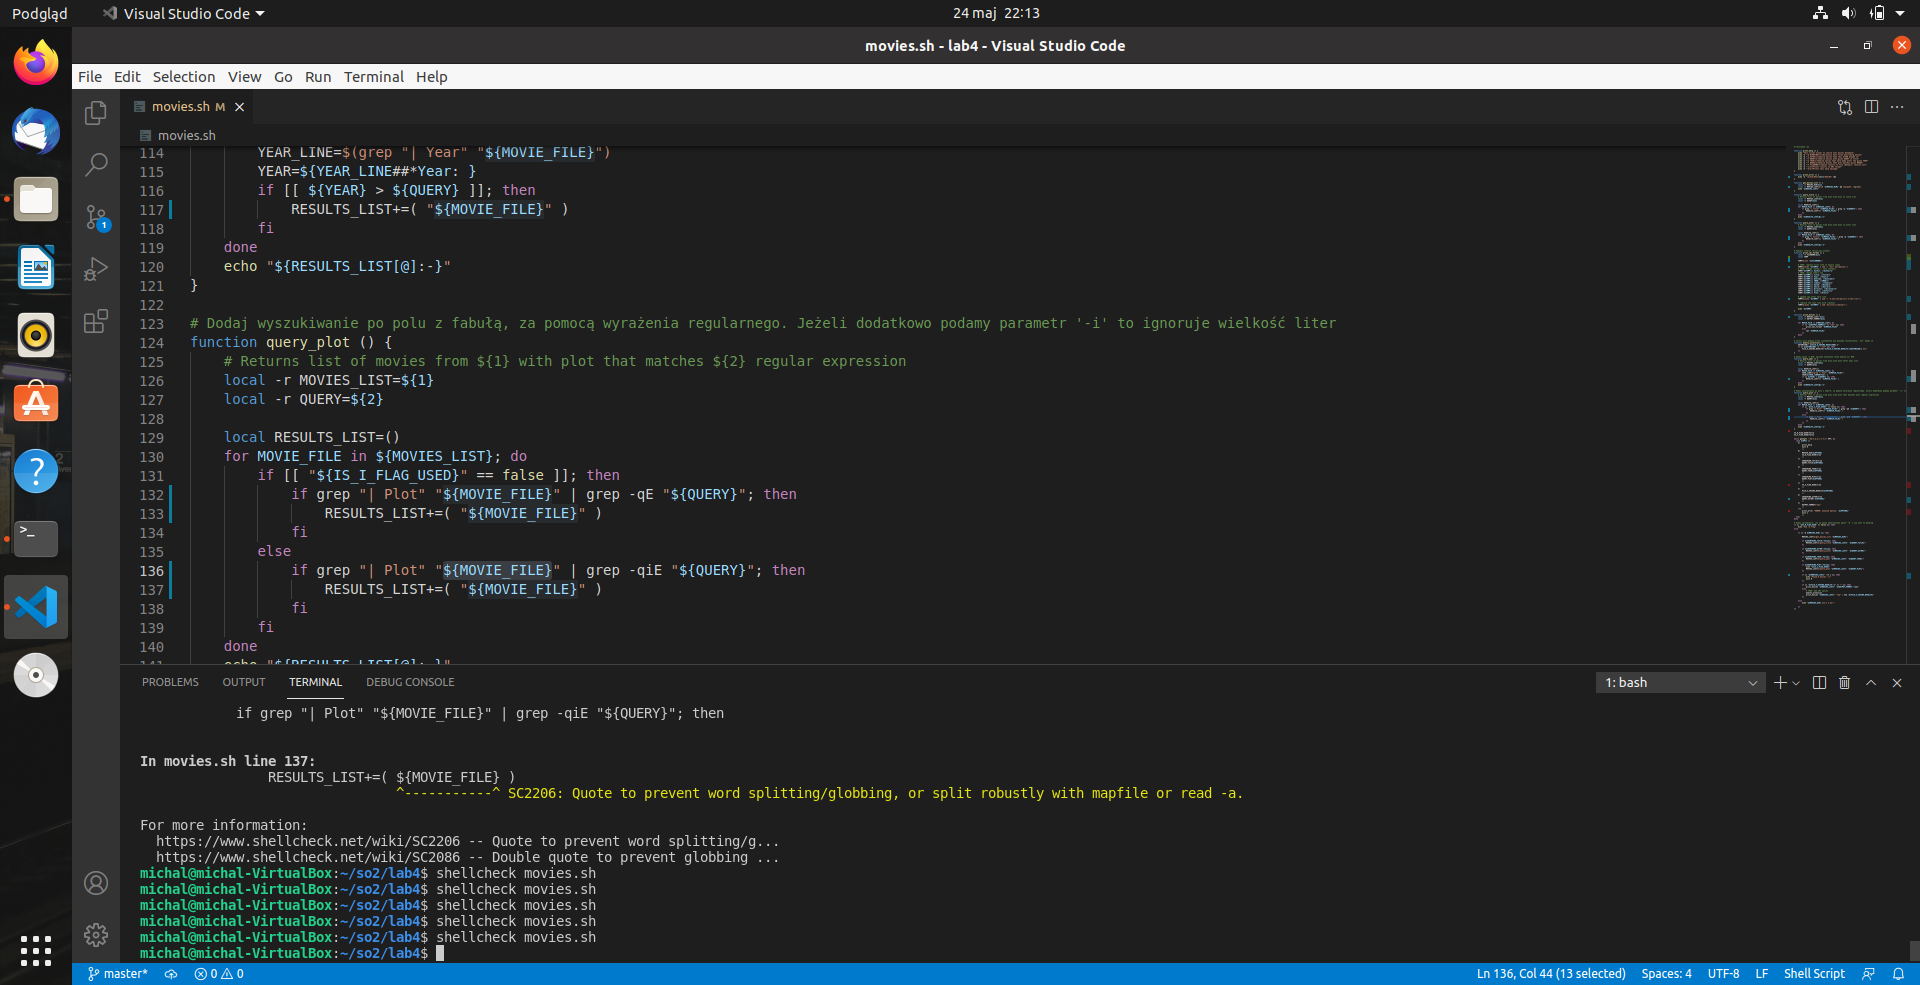 Podgląd
Visual Studio Code
24 maj 22:13
movies.sh - lab4 - Visual Studio Code
File Edit Selection View Go Run Terminal Help
movies.sh M
movies.sh
1
114 YEAR_LINE=$(grep "| Year" "${MOVIE_FILE}")
115 YEAR=${YEAR_LINE##*Year: }
116 if [[ ${YEAR} > ${QUERY} ]]; then
117 RESULTS_LIST+=( "${MOVIE_FILE}" )
118 fi
119 done
120 echo "${RESULTS_LIST[@]:-}"
121 }
122
123 # Dodaj wyszukiwanie po polu z fabułą, za pomocą wyrażenia regularnego. Jeżeli dodatkowo podamy parametr '-i' to ignoruje wielkość liter
124 function query_plot () {
125 # Returns list of movies from ${1} with plot that matches ${2} regular expression
126 local -r MOVIES_LIST=${1}
127 local -r QUERY=${2}
128
129 local RESULTS_LIST=()
130 for MOVIE_FILE in ${MOVIES_LIST}; do
131 if [[ "${IS_I_FLAG_USED}" == false ]]; then
132 if grep "| Plot" "${MOVIE_FILE}" | grep -qE "${QUERY}"; then
133 RESULTS_LIST+=( "${MOVIE_FILE}" )
134 fi
135 else
136 if grep "| Plot" "${MOVIE_FILE}" | grep -qiE "${QUERY}"; then
137 RESULTS_LIST+=( "${MOVIE_FILE}" )
138 fi
139 fi
140 done
141 echo "${RESULTS_LIST[@]:-}"
PROBLEMS OUTPUT TERMINAL DEBUG CONSOLE
1: bash
if grep "| Plot" "${MOVIE_FILE}" | grep -qiE "${QUERY}"; then
In movies.sh line 137:
RESULTS_LIST+=( ${MOVIE_FILE} )
^-----------^ SC2206: Quote to prevent word splitting/globbing, or split robustly with mapfile or read -a.
For more information:
https://www.shellcheck.net/wiki/SC2206 -- Quote to prevent word splitting/g...
https://www.shellcheck.net/wiki/SC2086 -- Double quote to prevent globbing ...
michal@michal-VirtualBox:~/so2/lab4$ shellcheck movies.sh
michal@michal-VirtualBox:~/so2/lab4$ shellcheck movies.sh
michal@michal-VirtualBox:~/so2/lab4$ shellcheck movies.sh
michal@michal-VirtualBox:~/so2/lab4$ shellcheck movies.sh
michal@michal-VirtualBox:~/so2/lab4$ shellcheck movies.sh
michal@michal-VirtualBox:~/so2/lab4$
master* 0 0
Ln 136, Col 44 (13 selected) Spaces: 4 UTF-8 LF Shell Script